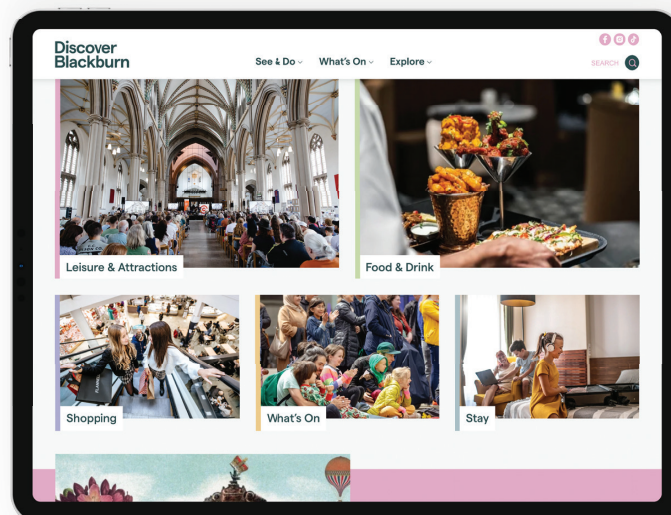 Discover
Blackburn
See & Do
What's On
Explore
SEARCH
Leisure & Attractions
Food & Drink
Shopping
What's On
Stay